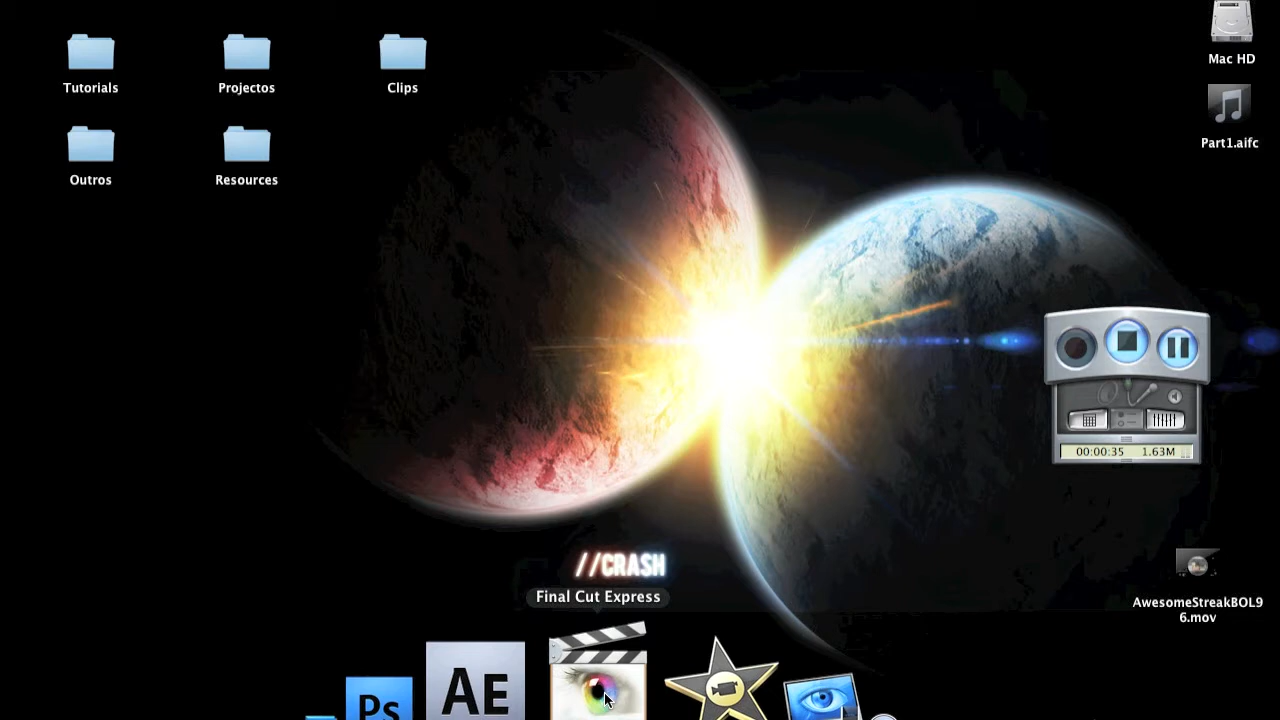 Tutorials
Projectos
Clips
Mac HD
Part1.aifc
Outros
Resources
00:00:35 1.63M
//CRASH
Final Cut Express
AwesomeStreakBOL9
6.mov
Ps
AE